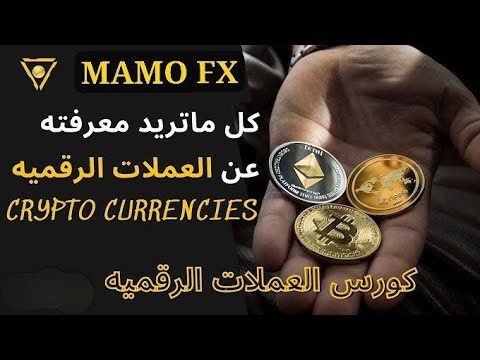 MAMO FX
كل ماتريد معرفته
عن العملات الرقميه
CRYPTO CURRENCIES
كورس العملات الرقميه